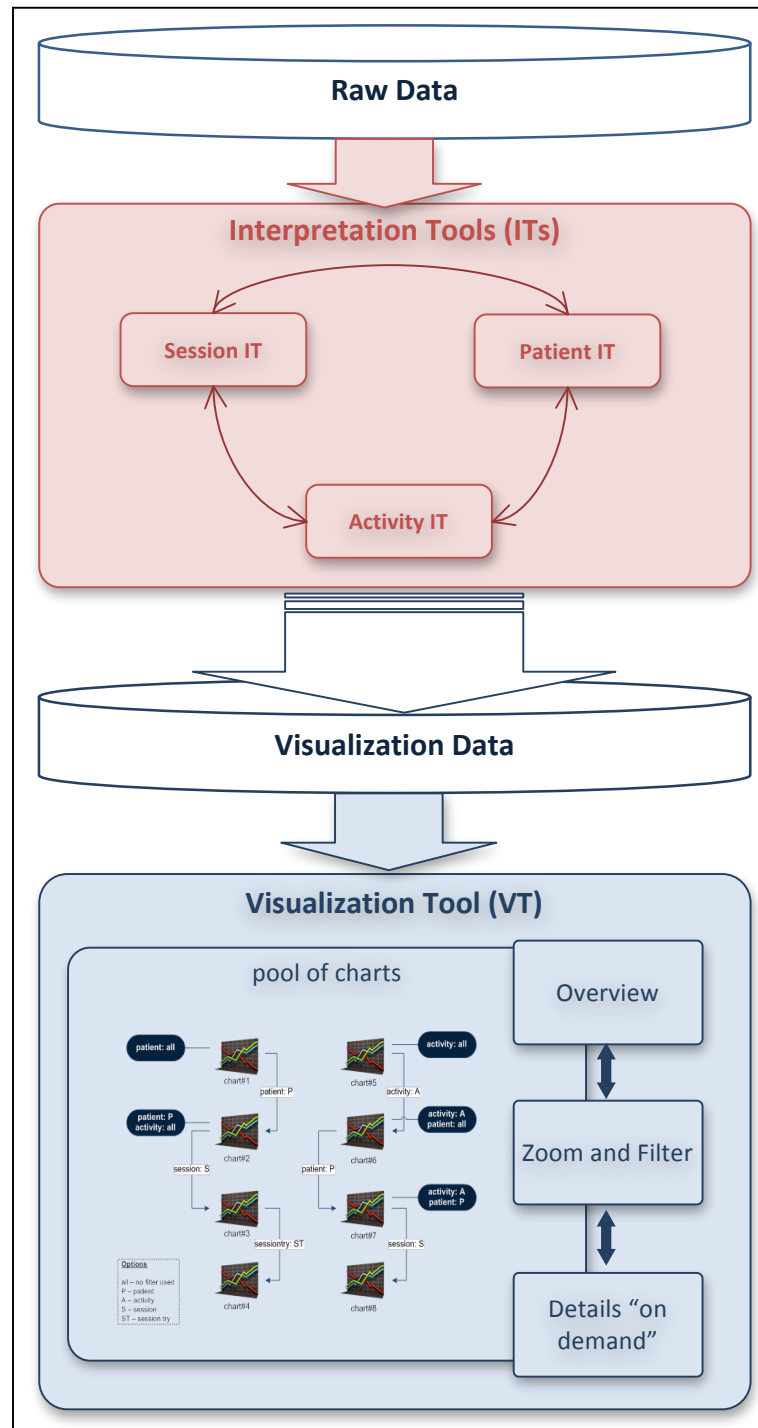 Raw Data
Interpretation Tools (ITs)
Session IT
Patient IT
Activity IT
Visualization Data
Visualization Tool (VT)
pool of charts
Overview
Zoom and Filter
Details “on
demand”
patient: all
chart#1
patient: P
patient: P
activity: all
chart#2
session: S
chart#3
sessiontry: ST
chart#4
activity: all
chart#5
activity: A
activity: A
patient: all
chart#6
patient: P
activity: A
patient: P
chart#7
session: S
chart#8
Options
all – no filter used
P – patient
A – activity
S – session
ST – session try